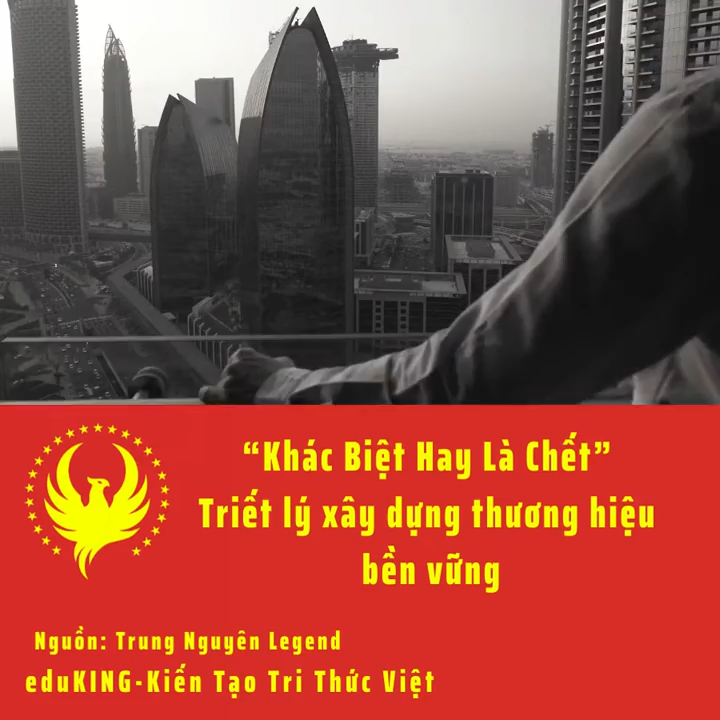 “Khác Biệt Hay Là Chết”
Triết lý xây dựng thương hiệu
bền vững
Nguồn: Trung Nguyên Legend
eduKING-Kiến Tạo Tri Thức Việt